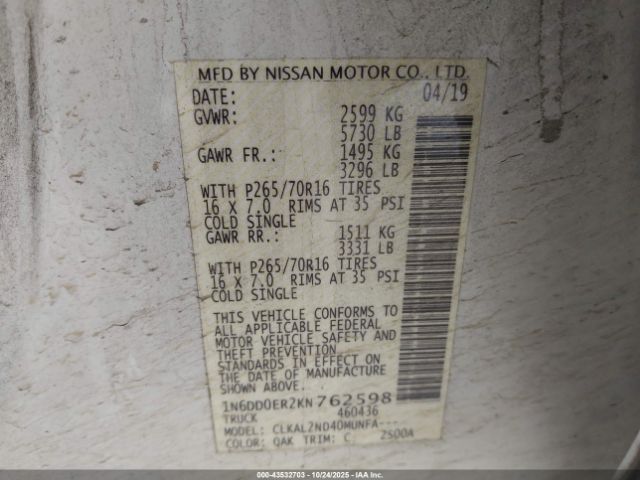 MFD BY NISSAN MOTOR CO., LTD.
DATE: 04/19
GVWR: 2599 KG
5730 LB
GAWR FR.: 1495 KG
3296 LB
WITH P265/70R16 TIRES
16 X 7.0 RIMS AT 35 PSI
COLD SINGLE
GAWR RR.: 1511 KG
3331 LB
WITH P265/70R16 TIRES
16 X 7.0 RIMS AT 35 PSI
COLD SINGLE
THIS VEHICLE CONFORMS TO
ALL APPLICABLE FEDERAL
MOTOR VEHICLE SAFETY AND
THEFT PREVENTION
STANDARDS IN EFFECT ON
THE DATE OF MANUFACTURE
SHOWN ABOVE.
1N6DD0ER2KN762598
TRUCK 460436
MODEL: CLKAL2ND40MUNFA---
COLOR: QAK TRIM: C 2500A
000-43532703 - 10/24/2025 - IAAI.COM